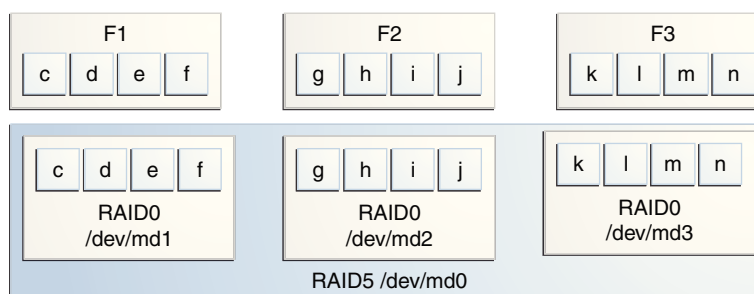 F1 F2 F3
c d e f g h i j k l m n
c d e f g h i j k l m n
RAID0 RAID0 RAID0
/dev/md1 /dev/md2 /dev/md3
RAID5 /dev/md0